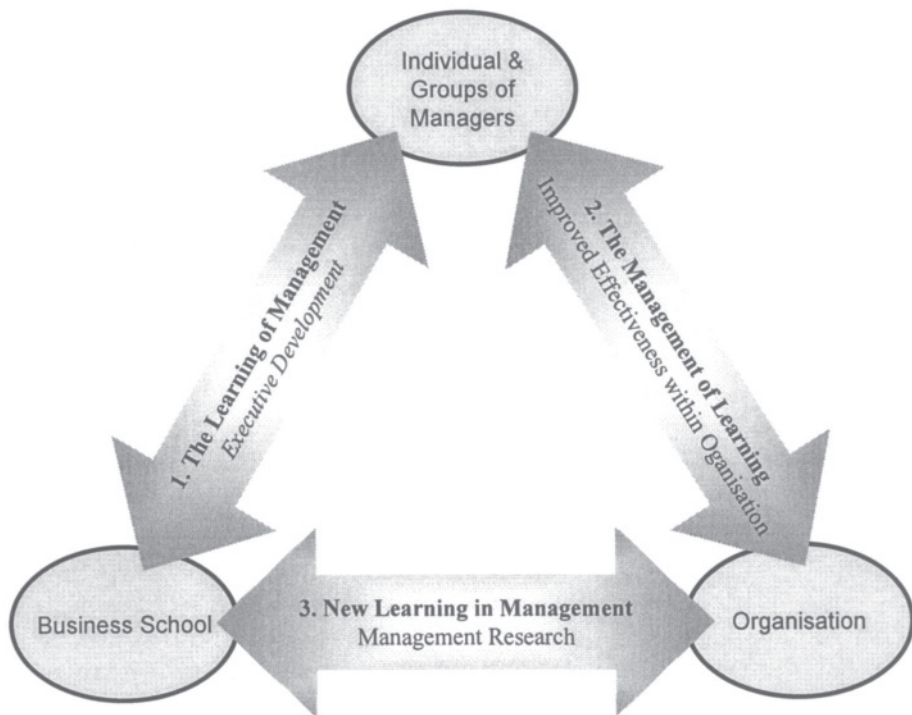 Individual &
Groups of
Managers
1. The Learning of Management
Executive Development
2. The Management of Learning
Improved Effectiveness within Oganisation
Business School
3. New Learning in Management
Management Research
Organisation